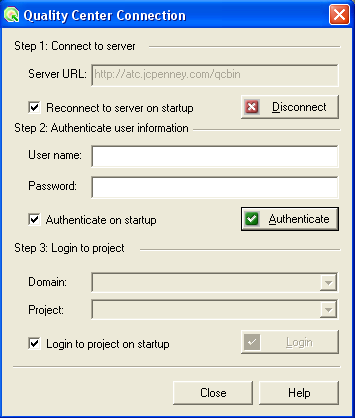 Quality Center Connection
Step 1: Connect to server
Server URL: http://atc.jcpenney.com/qcbin
Reconnect to server on startup Disconnect
Step 2: Authenticate user information
User name:
Password:
Authenticate on startup Authenticate
Step 3: Login to project
Domain:
Project:
Login to project on startup Login
Close Help